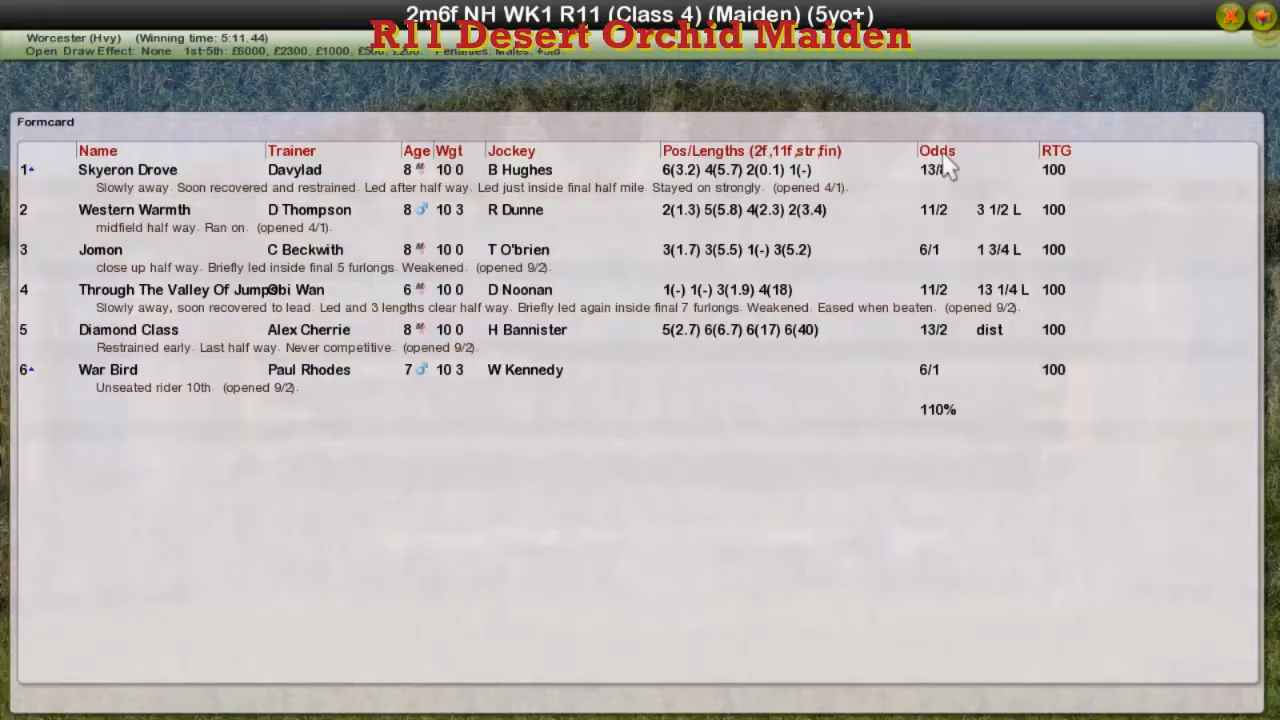 2m6f NH WK1 R11 (Class 4) (Maiden) (5yo+)
R11 Desert Orchid Maiden
Worcester (Hvy) (Winning time: 5:11.44)
Open Draw Effect: None 1st-5th: £6000, £2300, £1000, £500, £200. Penalties: Males: +3lb.
Formcard
Name Trainer Age Wgt Jockey Pos/Lengths (2f,11f,str,fin) Odds RTG
1 Skyeron Drove Davylad 8 10 0 B Hughes 6(3.2) 4(5.7) 2(0.1) 1(-) 100
Slowly away. Soon recovered and restrained. Led after half way. Led just inside final half mile. Stayed on strongly. (opened 4/1).
2 Western Warmth D Thompson 8 10 3 R Dunne 2(1.3) 5(5.8) 4(2.3) 2(3.4) 11/2 3 1/2 L 100
midfield half way. Ran on. (opened 4/1).
3 Jomon C Beckwith 8 10 0 T O'brien 3(1.7) 3(5.5) 1(-) 3(5.2) 6/1 1 3/4 L 100
close up half way. Briefly led inside final 5 furlongs. Weakened. (opened 9/2).
4 Through The Valley Of Jump Obi Wan 6 10 0 D Noonan 1(-) 1(-) 3(1.9) 4(18) 11/2 13 1/4 L 100
Slowly away, soon recovered to lead. Led and 3 lengths clear half way. Briefly led again inside final 7 furlongs. Weakened. Eased when beaten. (opened 9/2).
5 Diamond Class Alex Cherrie 8 10 0 H Bannister 5(2.7) 6(6.7) 6(17) 6(40) 13/2 dist 100
Restrained early. Last half way. Never competitive. (opened 9/2).
6 War Bird Paul Rhodes 7 10 3 W Kennedy 6/1 100
Unseated rider 10th. (opened 9/2).
110%